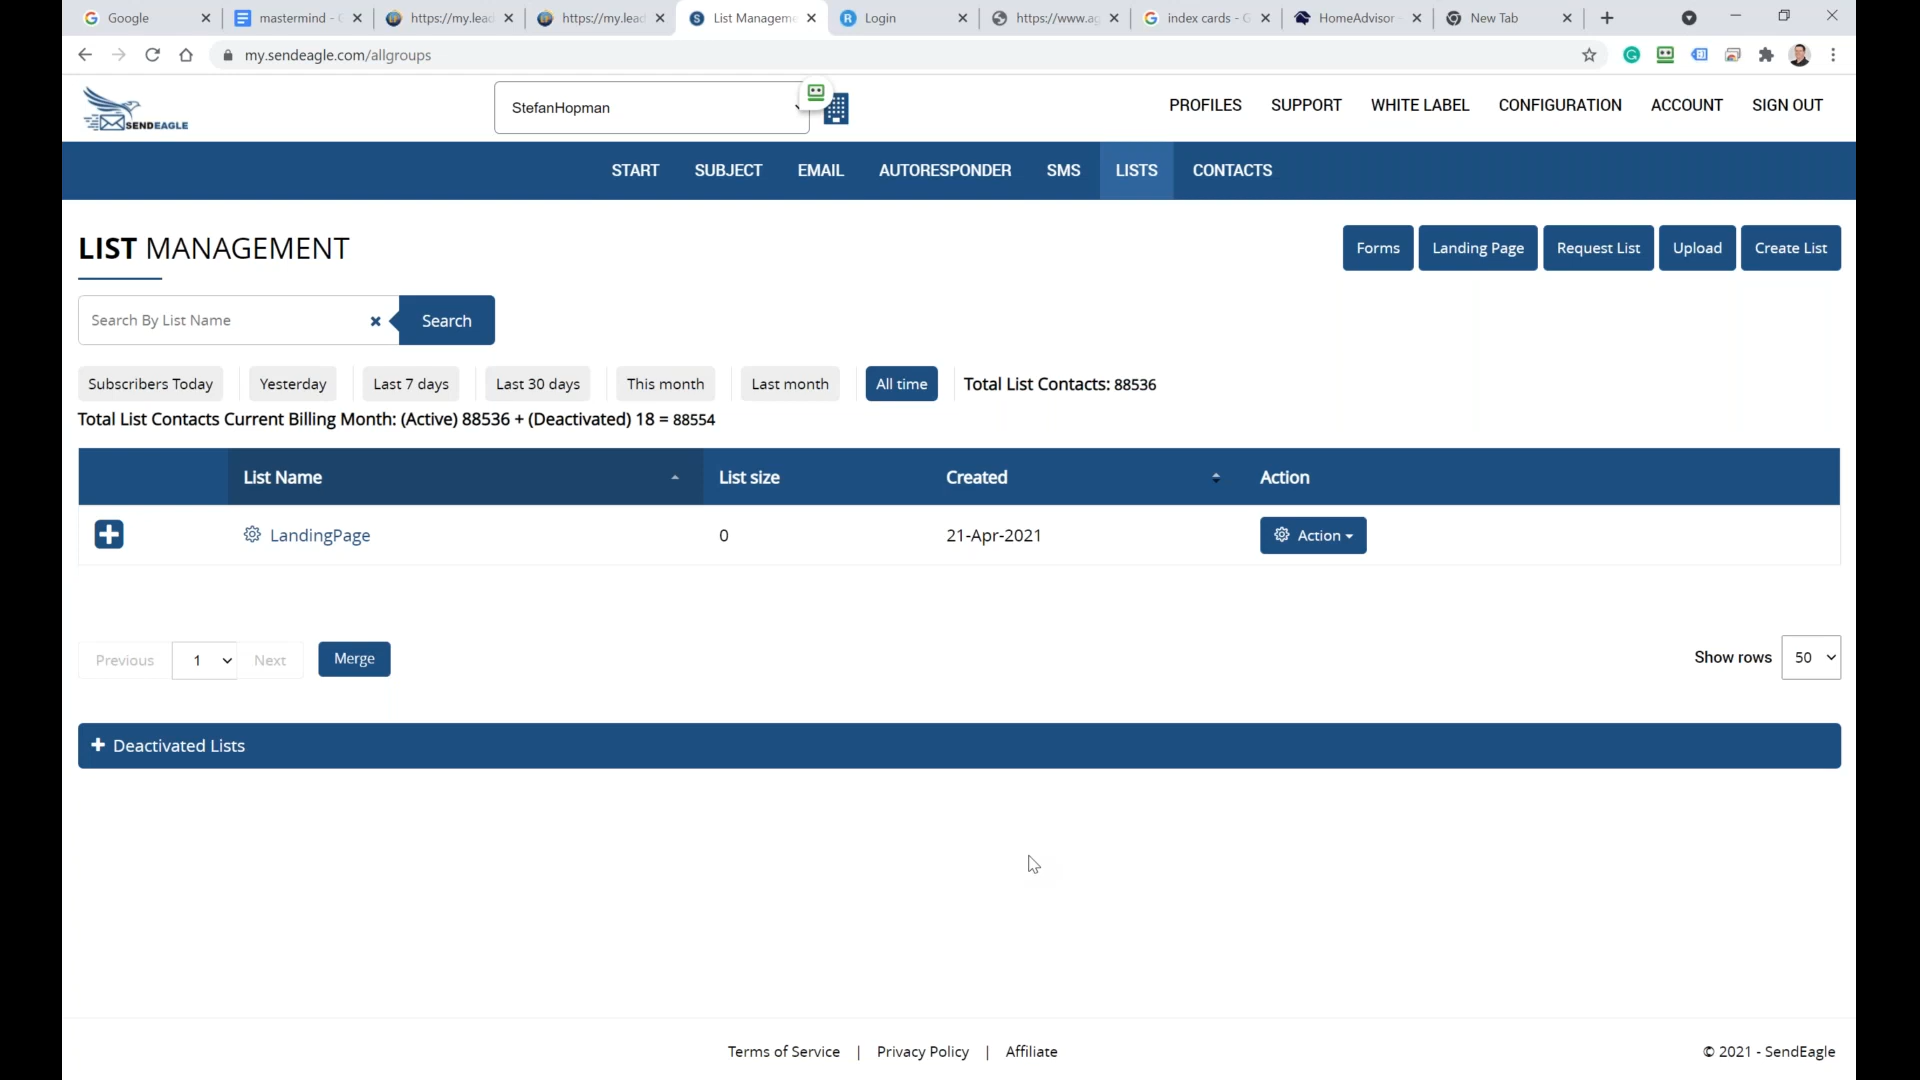 Google
mastermind - G
https://my.lead
https://my.lead
List Manageme
Login
https://www.ag
index cards - G
HomeAdvisor
New Tab
my.sendeagle.com/allgroups
SENDEAGLE
StefanHopman
PROFILES
SUPPORT
WHITE LABEL
CONFIGURATION
ACCOUNT
SIGN OUT
START
SUBJECT
EMAIL
AUTORESPONDER
SMS
LISTS
CONTACTS
LIST MANAGEMENT
Forms
Landing Page
Request List
Upload
Create List
Search By List Name
Search
Subscribers Today
Yesterday
Last 7 days
Last 30 days
This month
Last month
All time
Total List Contacts: 88536
Total List Contacts Current Billing Month: (Active) 88536 + (Deactivated) 18 = 88554
List Name
List size
Created
Action
LandingPage
0
21-Apr-2021
Action
Previous
1
Next
Merge
Show rows
50
Deactivated Lists
Terms of Service | Privacy Policy | Affiliate
© 2021 - SendEagle